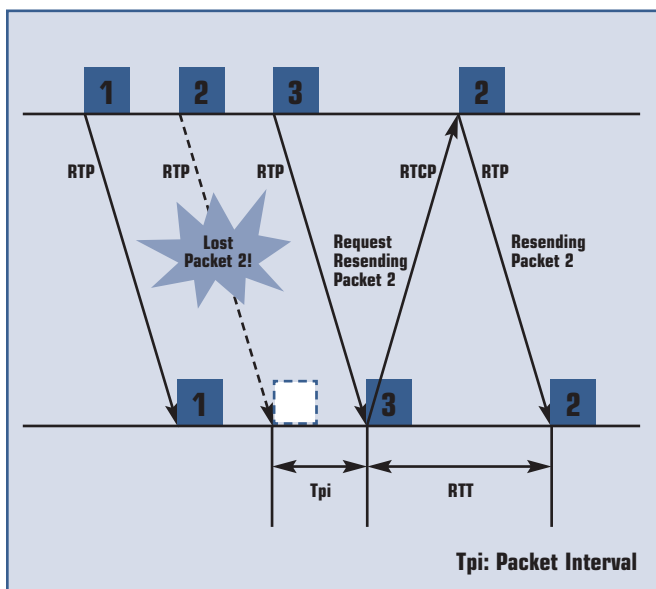 1 2 3 2
RTP RTP RTP RTCP RTP
Lost
Packet 2!
Request
Resending
Packet 2
Resending
Packet 2
1 3 2
Tpi RTT
Tpi: Packet Interval